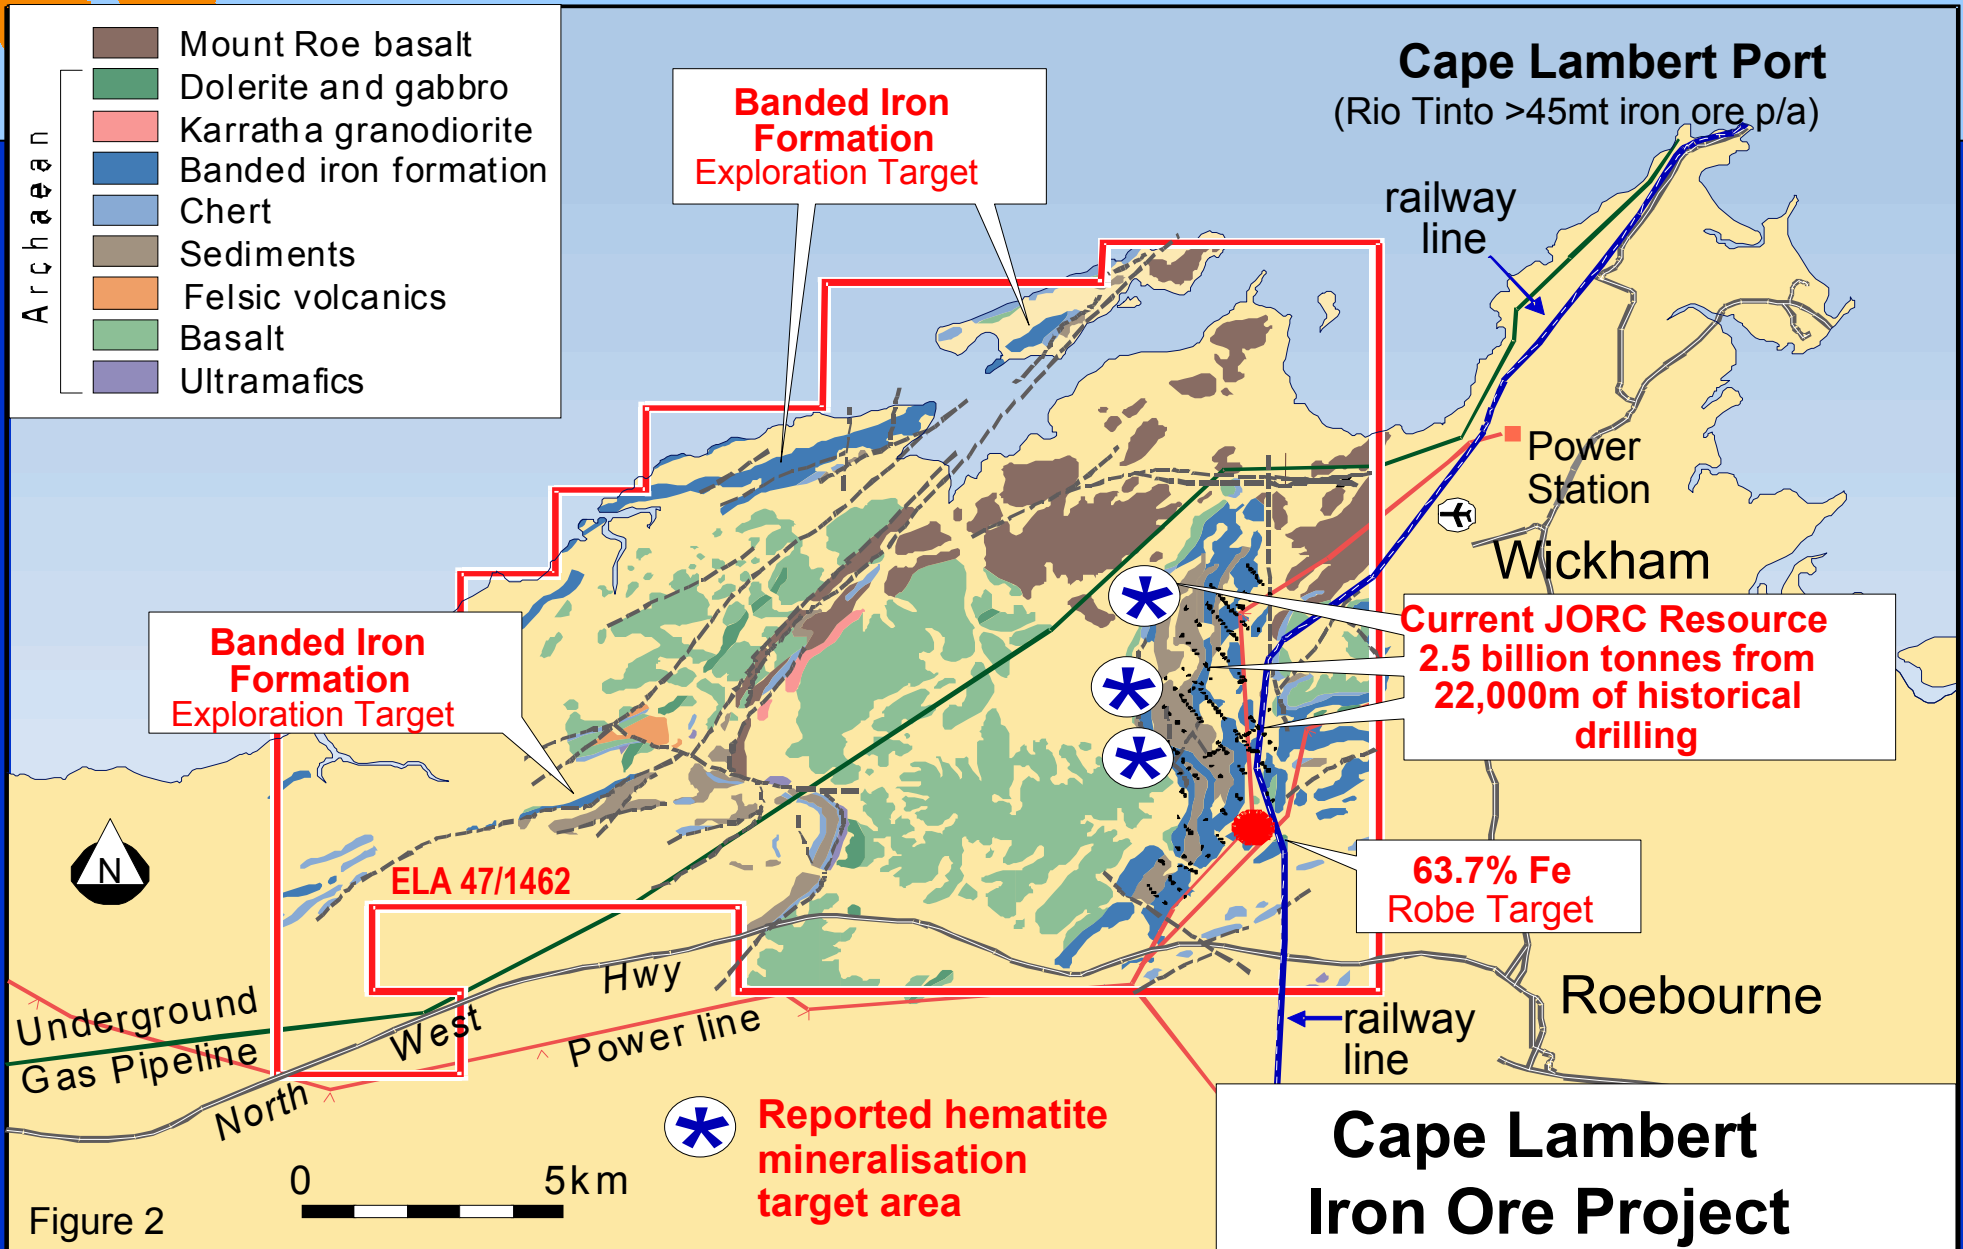 Mount Roe basalt
Dolerite and gabbro
Karratha granodiorite
Banded iron formation
Chert
Sediments
Felsic volcanics
Basalt
Ultramafics
Archaean
Banded Iron
Formation
Exploration Target
Cape Lambert Port
(Rio Tinto >45mt iron ore p/a)
railway
line
Power
Station
Wickham
Current JORC Resource
2.5 billion tonnes from
22,000m of historical
drilling
Banded Iron
Formation
Exploration Target
N
ELA 47/1462
63.7% Fe
Robe Target
Roebourne
Underground
Gas Pipeline
North
West
Hwy
Power line
railway
line
Reported hematite
mineralisation
target area
0
5km
Figure 2
Cape Lambert
Iron Ore Project